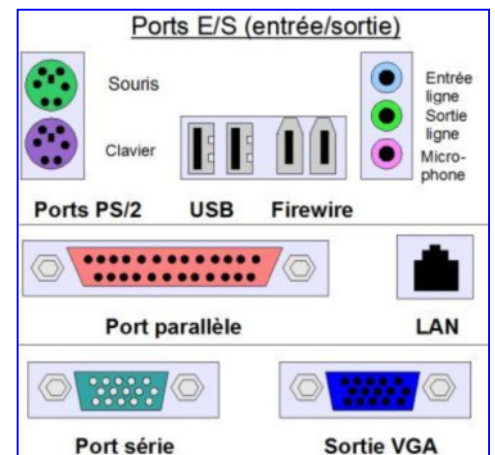 Ports E/S (entrée/sortie)
Souris
Clavier
Entrée
ligne
Sortie
ligne
Micro-
phone
Ports PS/2
USB
Firewire
Port parallèle
LAN
Port série
Sortie VGA